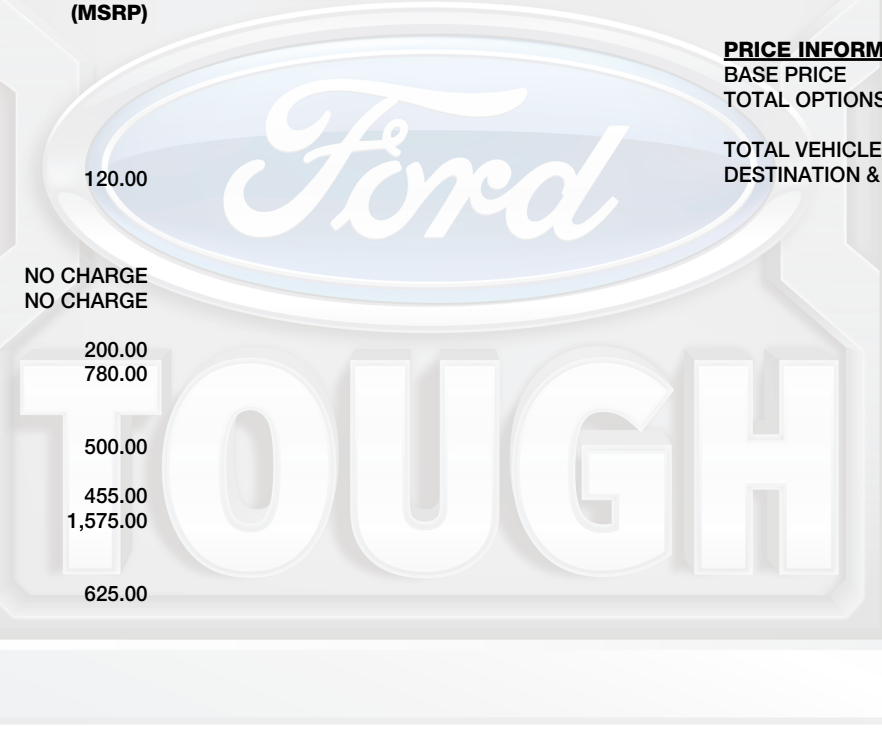 (MSRP)
120.00
NO CHARGE
NO CHARGE
200.00
780.00
500.00
455.00
1,575.00
625.00
PRICE INFORM
BASE PRICE
TOTAL OPTIONS
TOTAL VEHICLE
DESTINATION &
Ford
TOUGH